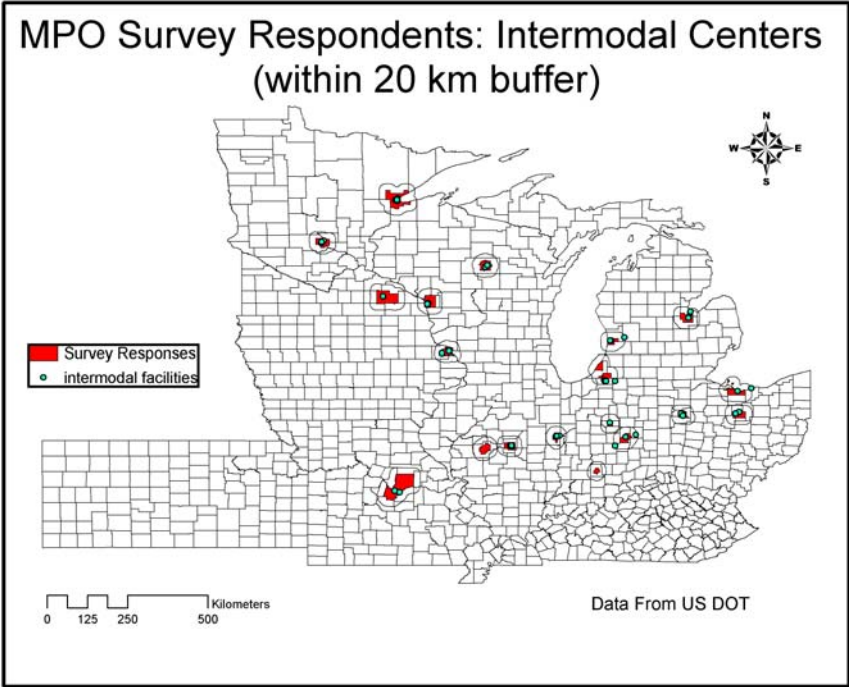 MPO Survey Respondents: Intermodal Centers
(within 20 km buffer)
N
W E
S
Survey Responses
intermodal facilities
Kilometers
0 125 250 500
Data From US DOT